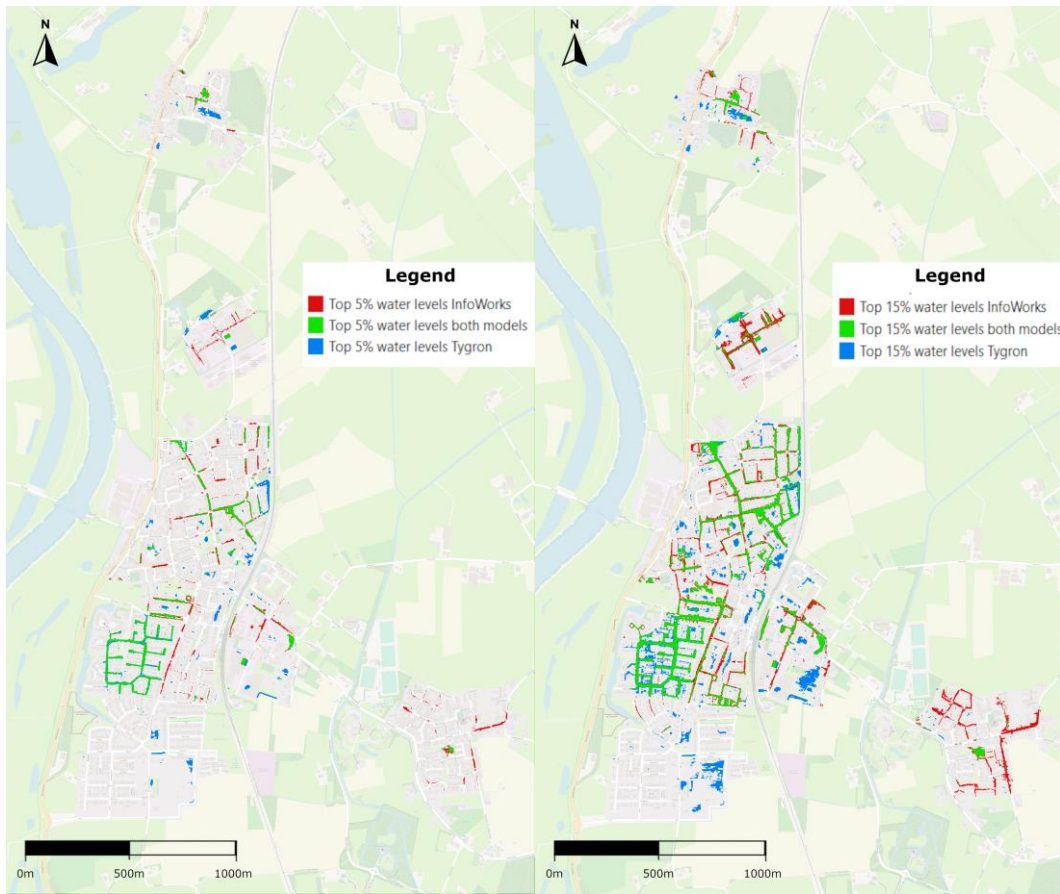 N
Legend
Top 5% water levels InfoWorks
Top 5% water levels both models
Top 5% water levels Tygron
0m
500m
1000m
N
Legend
Top 15% water levels InfoWorks
Top 15% water levels both models
Top 15% water levels Tygron
0m
500m
1000m